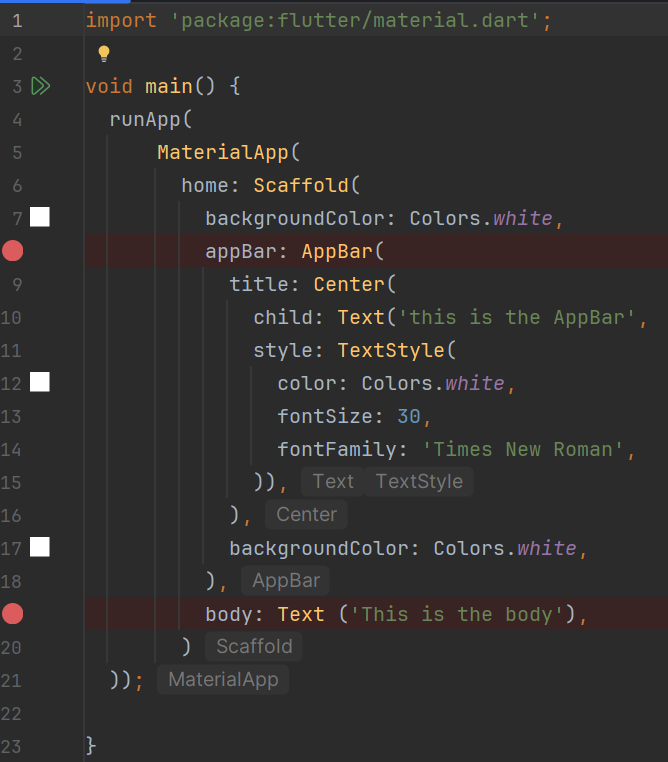 1 import 'package:flutter/material.dart';
2
3 void main() {
4 runApp(
5 MaterialApp(
6 home: Scaffold(
7 backgroundColor: Colors.white,
appBar: AppBar(
9 title: Center(
10 child: Text('this is the AppBar',
11 style: TextStyle(
12 color: Colors.white,
13 fontSize: 30,
14 fontFamily: 'Times New Roman',
15 )), Text TextStyle
16 ), Center
17 backgroundColor: Colors.white,
18 ), AppBar
body: Text ('This is the body'),
20 ) Scaffold
21 )); MaterialApp
22
23 }